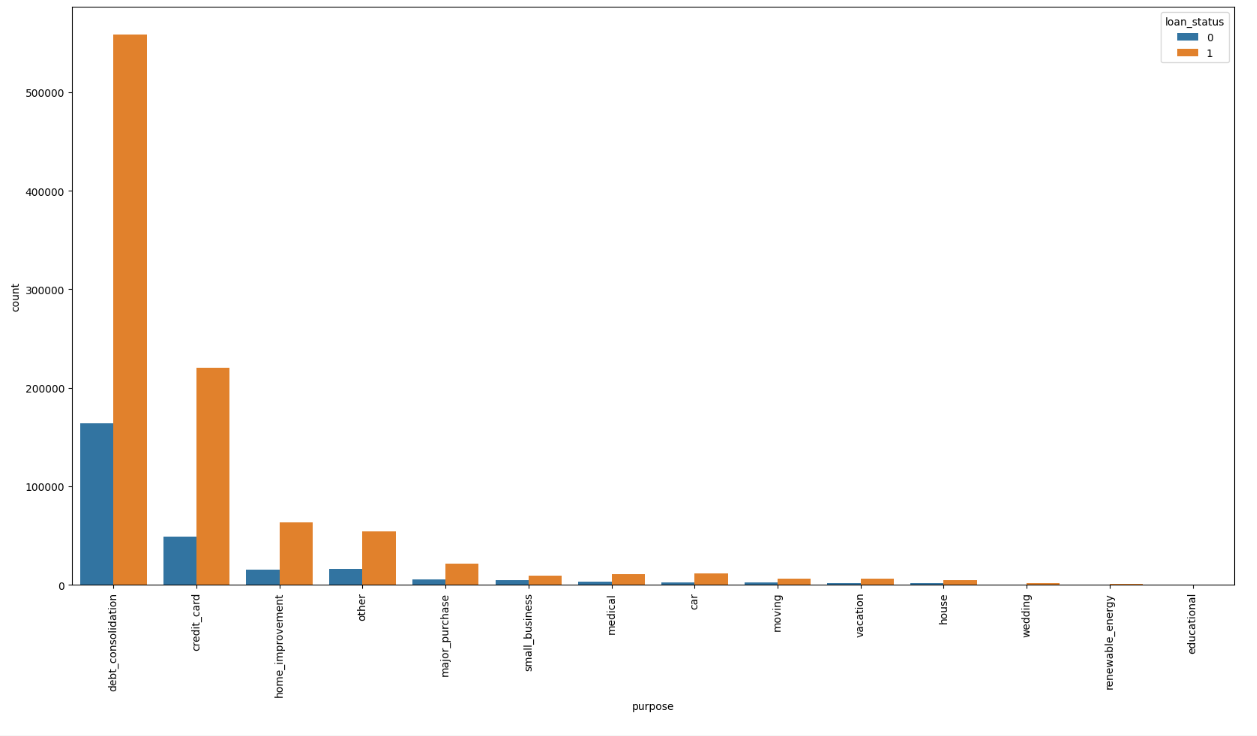 loan_status
0
1
500000
400000
300000
200000
100000
0
count
debt_consolidation
credit_card
home_improvement
other
major_purchase
small_business
medical
car
moving
vacation
house
wedding
renewable_energy
educational
purpose